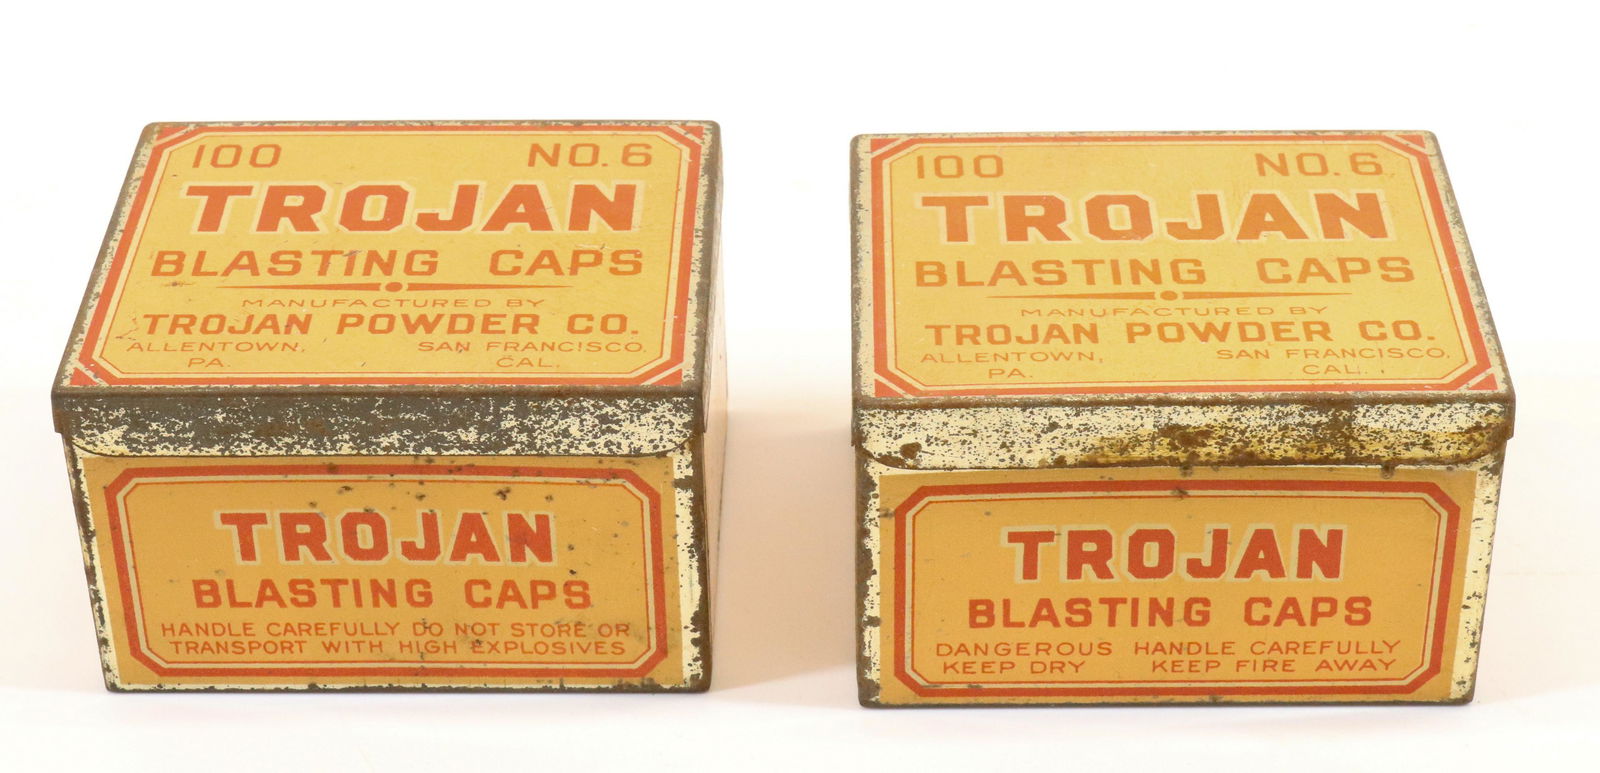 100 NO. 6
TROJAN
BLASTING CAPS
MANUFACTURED BY
TROJAN POWDER CO.
ALLENTOWN, SAN FRANCISCO,
PA. CAL.
TROJAN
BLASTING CAPS
HANDLE CAREFULLY DO NOT STORE OR
TRANSPORT WITH HIGH EXPLOSIVES
100 NO. 6
TROJAN
BLASTING CAPS
MANUFACTURED BY
TROJAN POWDER CO.
ALLENTOWN, SAN FRANCISCO,
PA. CAL.
TROJAN
BLASTING CAPS
DANGEROUS HANDLE CAREFULLY
KEEP DRY KEEP FIRE AWAY